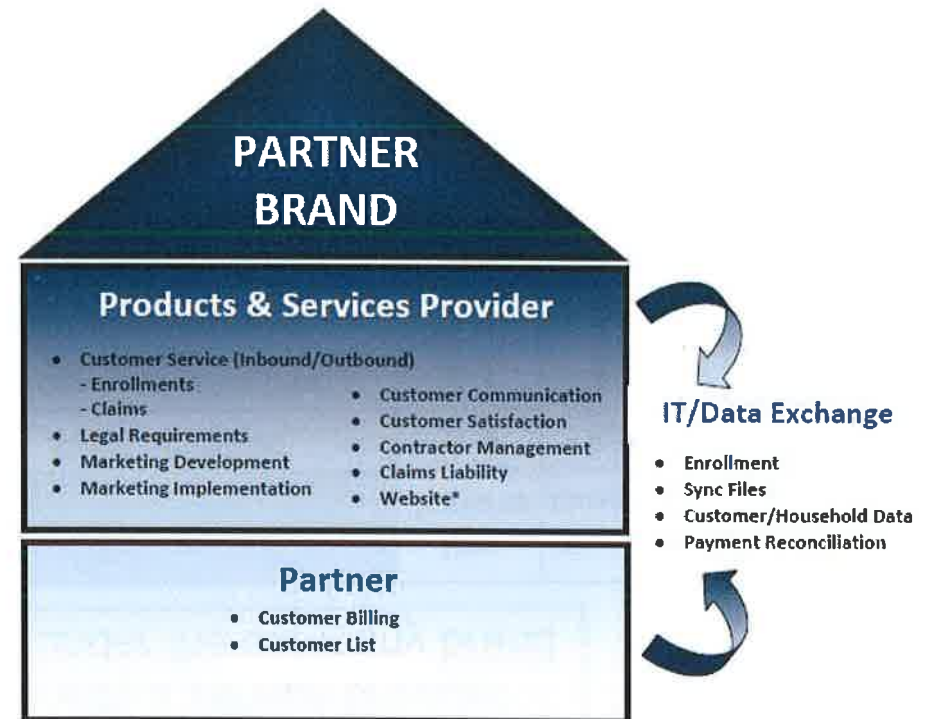 PARTNER
BRAND
Products & Services Provider
• Customer Service (Inbound/Outbound)
- Enrollments
- Claims
• Legal Requirements
• Marketing Development
• Marketing Implementation
• Customer Communication
• Customer Satisfaction
• Contractor Management
• Claims Liability
• Website*
IT/Data Exchange
• Enrollment
• Sync Files
• Customer/Household Data
• Payment Reconciliation
Partner
• Customer Billing
• Customer List